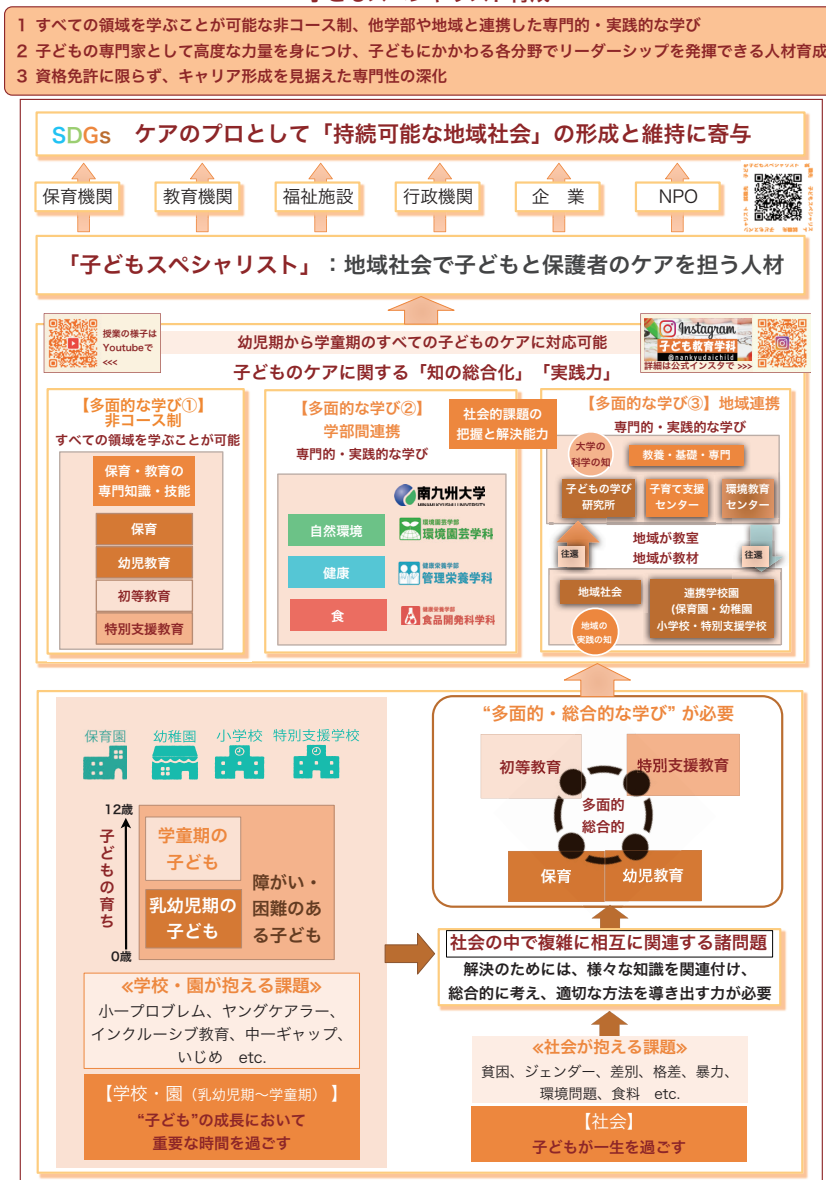 1 すべての領域を学ぶことが可能な非コース制、他学部や地域と連携した専門的・実践的な学び
2 子どもの専門家として高度な力量を身につけ、子どもにかかわる各分野でリーダーシップを発揮できる人材育成
3 資格免許に限らず、キャリア形成を見据えた専門性の深化
SDGs ケアのプロとして「持続可能な地域社会」の形成と維持に寄与
保育機関
教育機関
福祉施設
行政機関
企 業
NPO
「子どもスペシャリスト」：地域社会で子どもと保護者のケアを担う人材
授業の様子は
Youtubeで
<<<
幼児期から学童期のすべての子どものケアに対応可能
Instagram
子ども教育学科
@nankyudaichild
詳細は公式インスタで >>>
子どものケアに関する「知の総合化」「実践力」
【多面的な学び①】
非コース制
すべての領域を学ぶことが可能
保育・教育の
専門知識・技能
保育
幼児教育
初等教育
特別支援教育
【多面的な学び②】
学部間連携
専門的・実践的な学び
社会的課題の
把握と解決能力
南九州大学
自然環境
環境園芸学部
環境園芸学科
健康
健康栄養学部
管理栄養学科
食
健康栄養学部
食品開発科学科
【多面的な学び③】地域連携
専門的・実践的な学び
大学の
科学の知
教養・基礎・専門
子どもの学び
研究所
子育て支援
センター
環境教育
センター
往還
地域が教室
地域が教材
往還
地域社会
連携学校園
(保育園・幼稚園
小学校・特別支援学校)
地域の
実践の知
保育園
幼稚園
小学校
特別支援学校
12歳
子どもの育ち
0歳
学童期の
子ども
乳幼児期の
子ども
障がい・
困難のあ
る子ども
≪学校・園が抱える課題≫
小一プロブレム、ヤングケアラー、
インクルーシブ教育、中一ギャップ、
いじめ etc.
【学校・園（乳幼児期～学童期）】
“子ども”の成長において
重要な時間を過ごす
“多面的・総合的な学び” が必要
初等教育
特別支援教育
多面的
総合的
保育
幼児教育
社会の中で複雑に相互に関連する諸問題
解決のためには、様々な知識を関連付け、
総合的に考え、適切な方法を導き出す力が必要
≪社会が抱える課題≫
貧困、ジェンダー、差別、格差、暴力、
環境問題、食料 etc.
【社会】
子どもが一生を過ごす